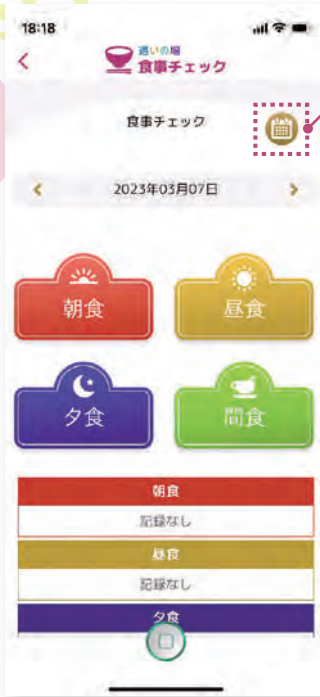 18:18
通いの場
食事チェック
食事チェック
2023年03月07日
朝食
昼食
夕食
間食
朝食
記録なし
昼食
記録なし
夕食